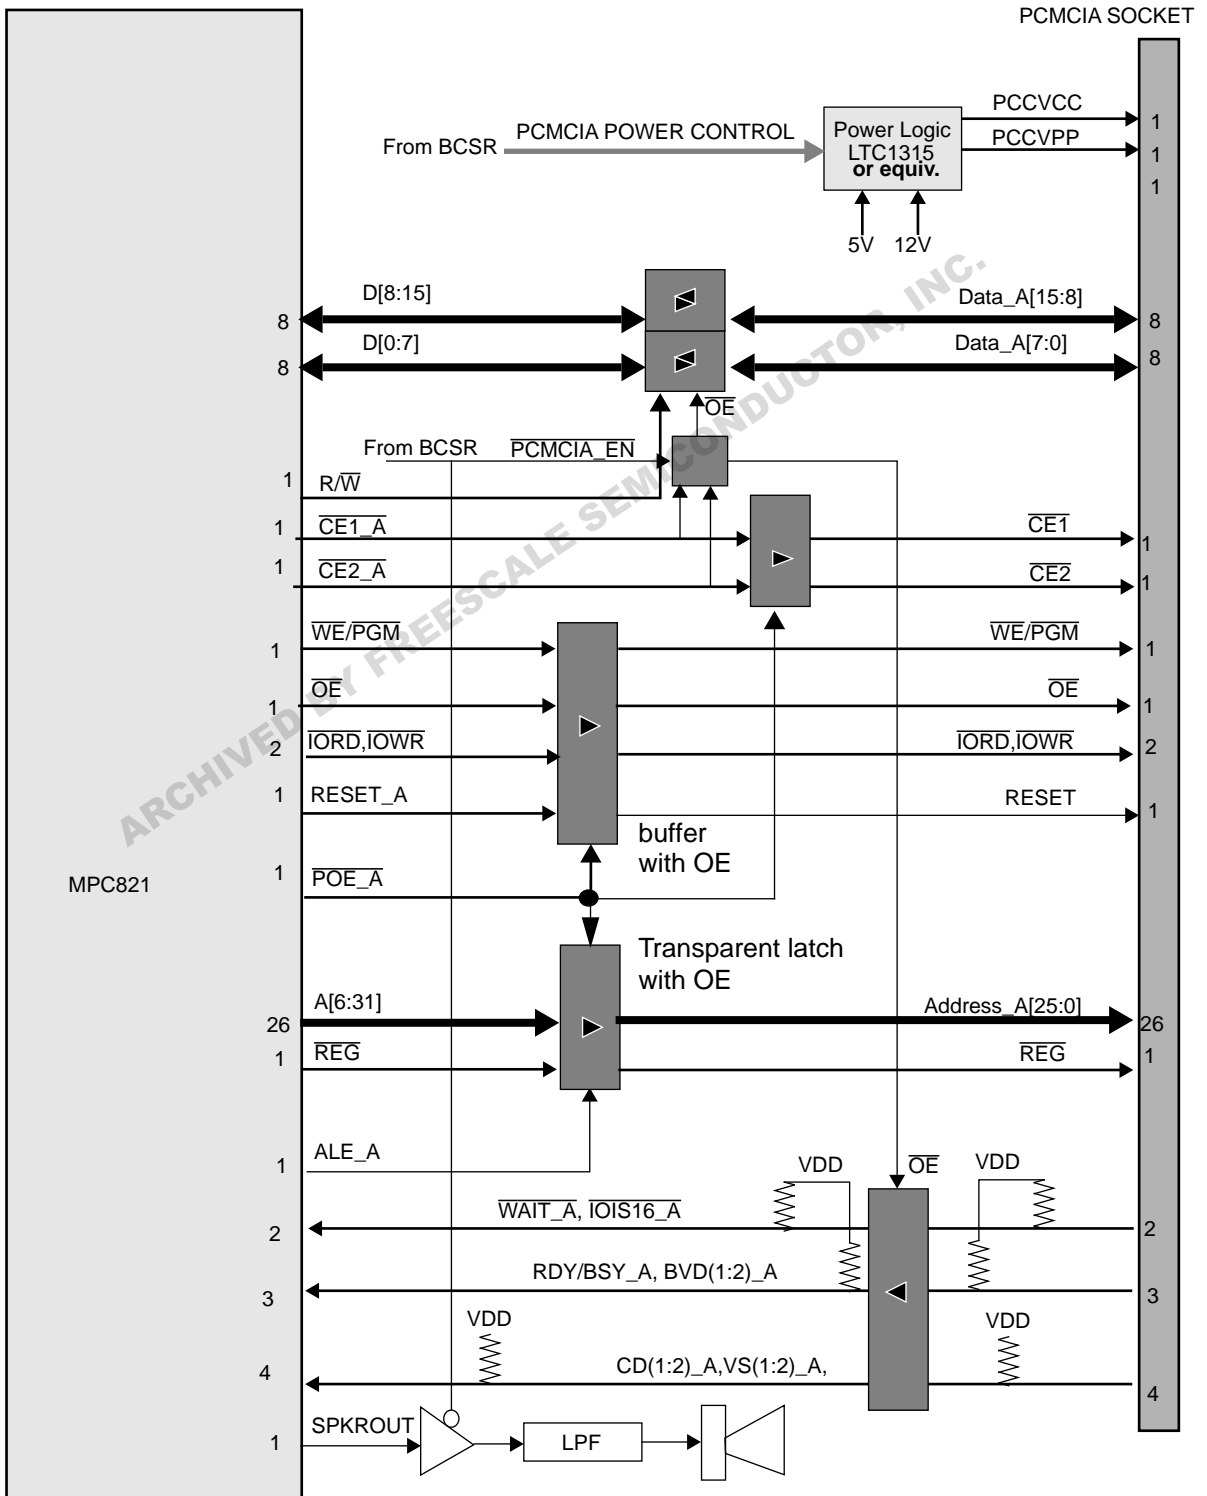 PCMCIA SOCKET
PCCVCC
From BCSR PCMCIA POWER CONTROL
Power Logic
LTC1315
or equiv.
PCCVPP
1
1
1
5V 12V
D[8:15] Data_A[15:8]
8 8
D[0:7] Data_A[7:0]
8 8
OE
From BCSR PCMCIA_EN
1 R/W
1 CE1_A CE1 1
1 CE2_A CE2 1
1 WE/PGM WE/PGM 1
1 OE OE 1
2 IORD,IOWR IORD,IOWR 2
1 RESET_A RESET 1
buffer
with OE
1 POE_A
MPC821
Transparent latch
with OE
A[6:31] Address_A[25:0]
26 26
1 REG REG 1
1 ALE_A
VDD OE VDD
2 WAIT_A, IOIS16_A 2
3 RDY/BSY_A, BVD(1:2)_A 3
VDD VDD
4 CD(1:2)_A,VS(1:2)_A, 4
1 SPKROUT LPF
ARCHIVED BY FREESCALE SEMICONDUCTOR, INC.